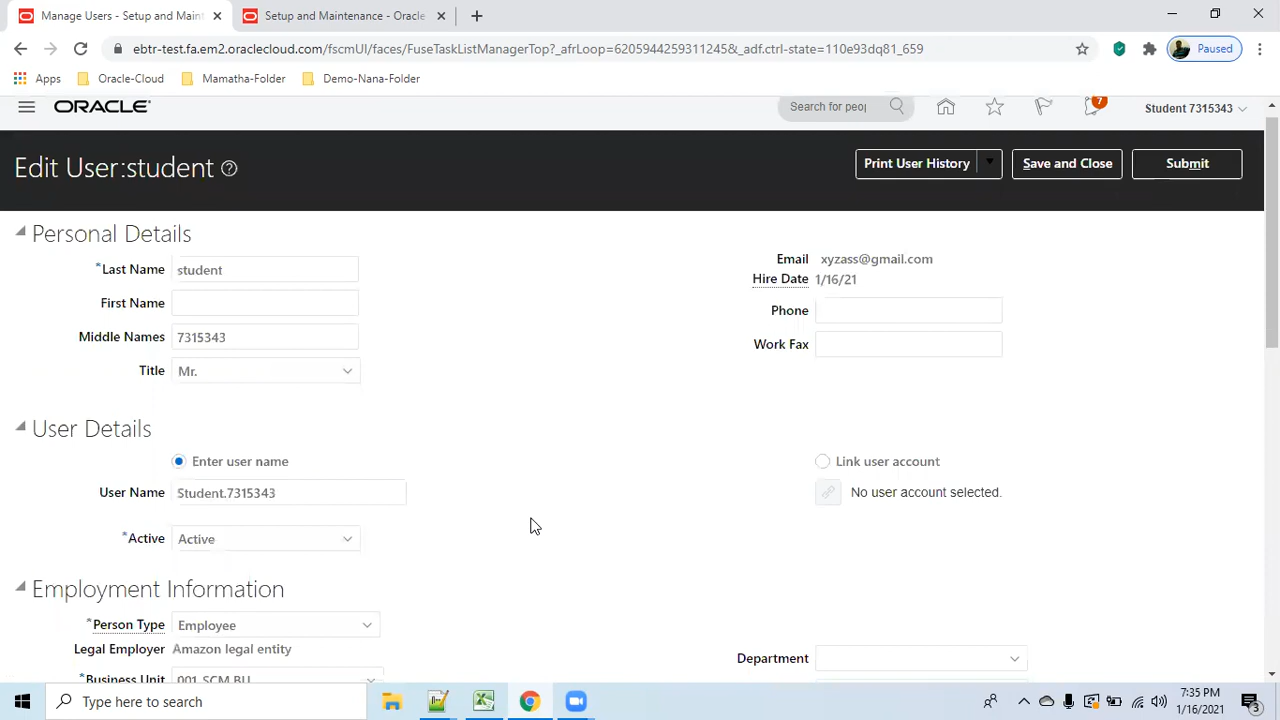 Manage Users - Setup and Maint
Setup and Maintenance - Oracle
ebtr-test.fa.em2.oraclecloud.com/fscmUI/faces/FuseTaskListManagerTop?_afrLoop=6205944259311245&_adf.ctrl-state=110e93dq81_659
Paused
Apps
Oracle-Cloud
Mamatha-Folder
Demo-Nana-Folder
ORACLE
Search for peop
7
Student 7315343
Edit User:student
Print User History
Save and Close
Submit
Personal Details
*Last Name student
First Name
Middle Names 7315343
Title Mr.
Email xyzass@gmail.com
Hire Date 1/16/21
Phone
Work Fax
User Details
Enter user name
Link user account
User Name Student.7315343
No user account selected.
*Active Active
Employment Information
*Person Type Employee
Legal Employer Amazon legal entity
Department
*Business Unit 001_SCM BU
Type here to search
7:35 PM
1/16/2021
3